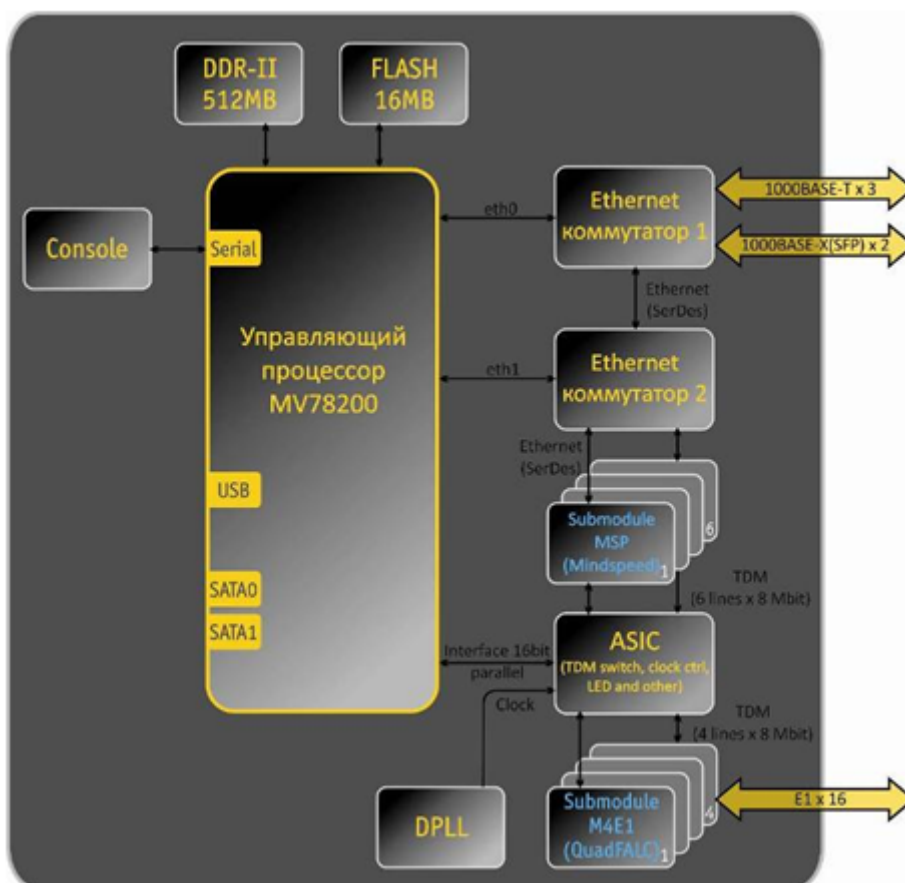 DDR-II
512MB
FLASH
16MB
1000BASE-T x 3
eth0
Ethernet
коммутатор 1
Console
Serial
1000BASE-X(SFP) x 2
Ethernet
(SerDes)
Управляющий
процессор
MV78200
eth1
Ethernet
коммутатор 2
Ethernet
(SerDes)
USB
6
Submodule
MSP
(Mindspeed)
1
TDM
(6 lines x 8 Mbit)
SATA0
SATA1
Interface 16bit
parallel
ASIC
(TDM switch, clock ctrl,
LED and other)
Clock
TDM
(4 lines x 8 Mbit)
DPLL
4
Submodule
M4E1
(QuadFALC)
1
E1 x 16